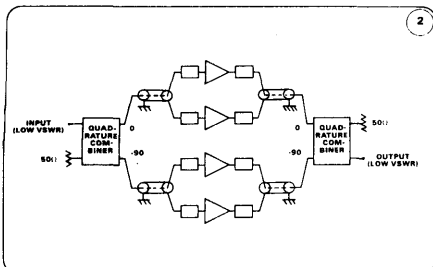 2
INPUT
(LOW VSWR)
50Ω
QUAD-
RATURE
COM-
BINER
0
-90
0
-90
QUAD-
RATURE
COM-
BINER
50Ω
OUTPUT
(LOW VSWR)